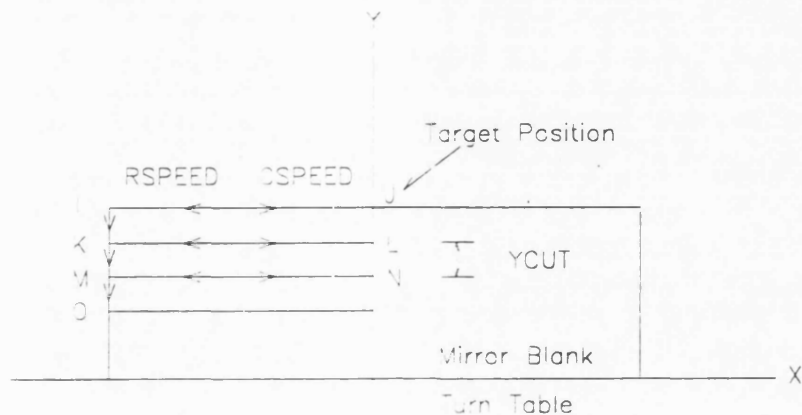 Y
Target Position
RSPEED CSPEED
J
K L
YCUT
M N
O
Mirror Blank
X
Turn Table